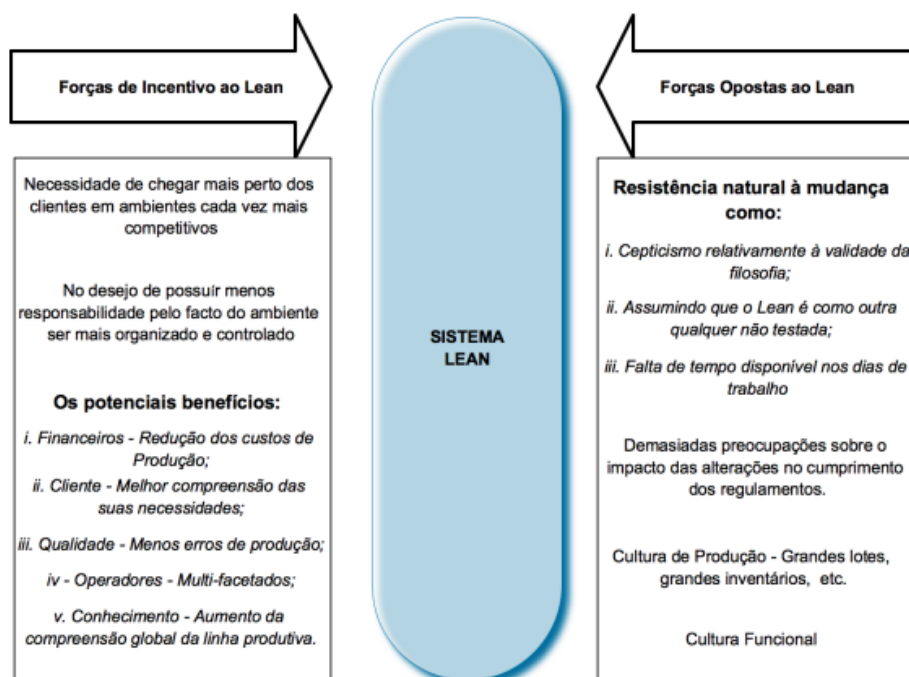 Forças de Incentivo ao Lean
Necessidade de chegar mais perto dos
clientes em ambientes cada vez mais
competitivos
No desejo de possuir menos
responsabilidade pelo facto do ambiente
ser mais organizado e controlado
Os potenciais benefícios:
i. Financeiros - Redução dos custos de
Produção;
ii. Cliente - Melhor compreensão das
suas necessidades;
iii. Qualidade - Menos erros de produção;
iv - Operadores - Multi-facetados;
v. Conhecimento - Aumento da
compreensão global da linha produtiva.
SISTEMA
LEAN
Forças Opostas ao Lean
Resistência natural à mudança
como:
i. Cepticismo relativamente à validade da
filosofia;
ii. Assumindo que o Lean é como outra
qualquer não testada;
iii. Falta de tempo disponível nos dias de
trabalho
Demasiadas preocupações sobre o
impacto das alterações no cumprimento
dos regulamentos.
Cultura de Produção - Grandes lotes,
grandes inventários, etc.
Cultura Funcional